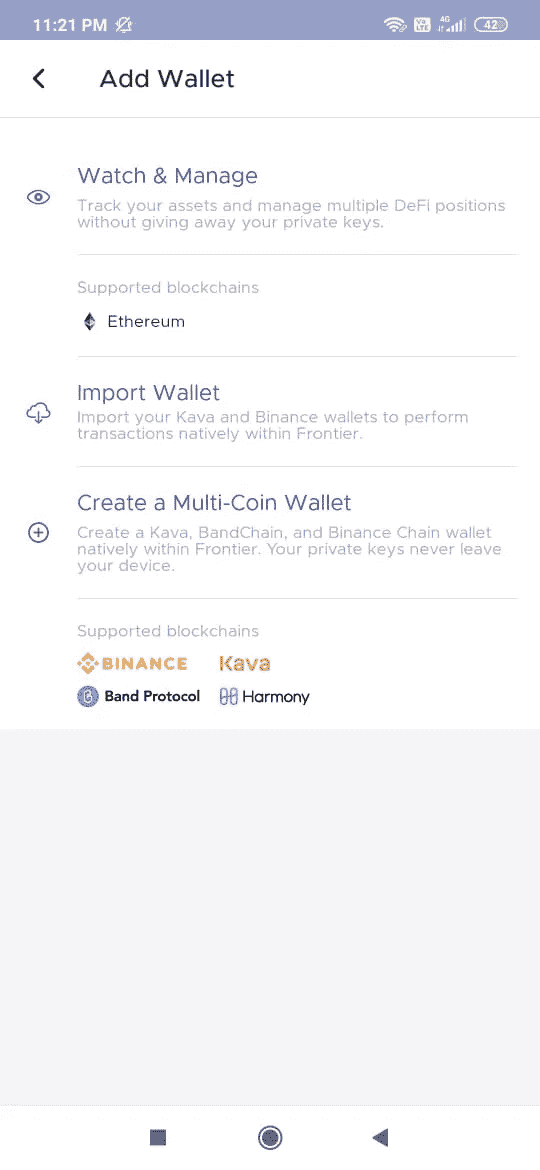 11:21 PM 4G 42
Add Wallet
Watch & Manage
Track your assets and manage multiple DeFi positions
without giving away your private keys.
Supported blockchains
Ethereum
Import Wallet
Import your Kava and Binance wallets to perform
transactions natively within Frontier.
Create a Multi-Coin Wallet
Create a Kava, BandChain, and Binance Chain wallet
natively within Frontier. Your private keys never leave
your device.
Supported blockchains
BINANCE Kava
Band Protocol Harmony